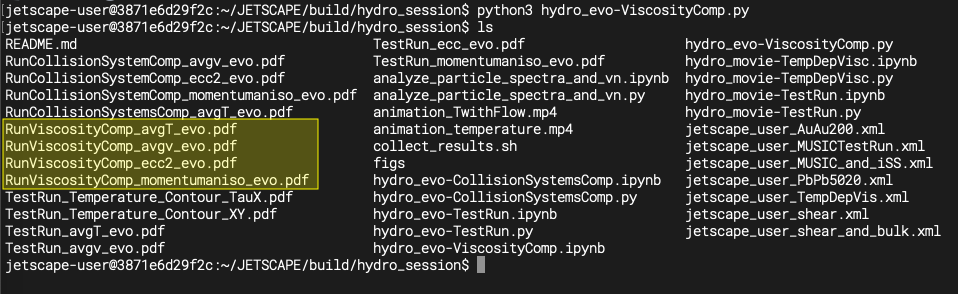 [jetscape-user@3871e6d29f2c:~/JETSCAPE/build/hydro_session$ python3 hydro_evo-ViscosityComp.py
[jetscape-user@3871e6d29f2c:~/JETSCAPE/build/hydro_session$ ls
README.md TestRun_ecc_evo.pdf hydro_evo-ViscosityComp.py
RunCollisionSystemComp_avgv_evo.pdf TestRun_momentumaniso_evo.pdf hydro_movie-TempDepVisc.ipynb
RunCollisionSystemComp_ecc2_evo.pdf analyze_particle_spectra_and_vn.ipynb hydro_movie-TempDepVisc.py
RunCollisionSystemComp_momentumaniso_evo.pdf analyze_particle_spectra_and_vn.py hydro_movie-TestRun.ipynb
RunCollisionSystemsComp_avgT_evo.pdf animation_TwithFlow.mp4 hydro_movie-TestRun.py
RunViscosityComp_avgT_evo.pdf animation_temperature.mp4 jetscape_user_AuAu200.xml
RunViscosityComp_avgv_evo.pdf collect_results.sh jetscape_user_MUSICTestRun.xml
RunViscosityComp_ecc2_evo.pdf figs jetscape_user_MUSIC_and_iSS.xml
RunViscosityComp_momentumaniso_evo.pdf hydro_evo-CollisionSystemsComp.ipynb jetscape_user_PbPb5020.xml
TestRun_Temperature_Contour_TauX.pdf hydro_evo-CollisionSystemsComp.py jetscape_user_TempDepVis.xml
TestRun_Temperature_Contour_XY.pdf hydro_evo-TestRun.ipynb jetscape_user_shear.xml
TestRun_avgT_evo.pdf hydro_evo-TestRun.py jetscape_user_shear_and_bulk.xml
TestRun_avgv_evo.pdf hydro_evo-ViscosityComp.ipynb
jetscape-user@3871e6d29f2c:~/JETSCAPE/build/hydro_session$